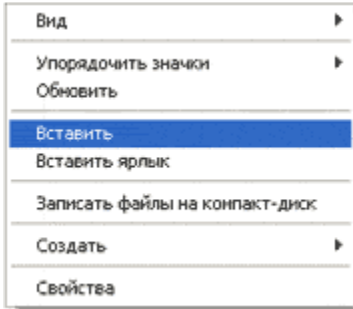 Вид
Упорядочить значки
Обновить
Вставить
Вставить ярлык
Записать файлы на компакт-диск
Создать
Свойства